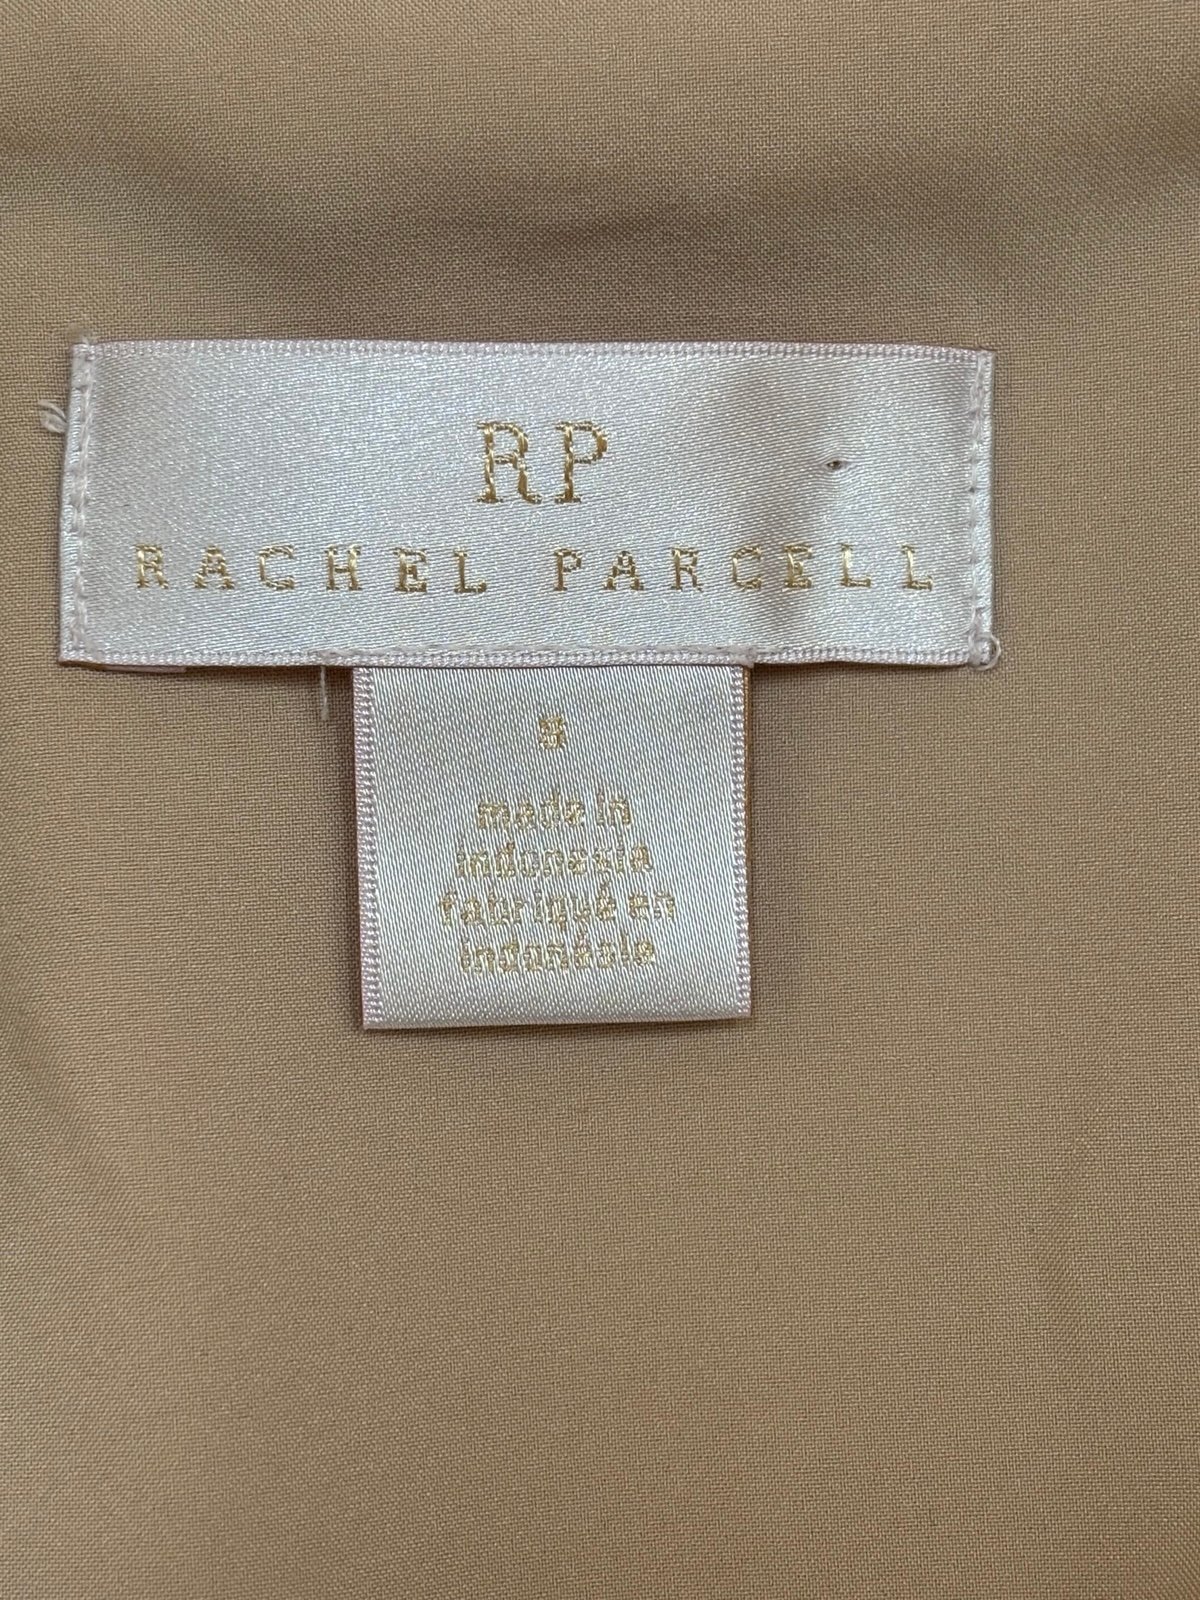 RP
RACHEL PARCELL
S
made in
indonesia
fabriqué en
indonésie